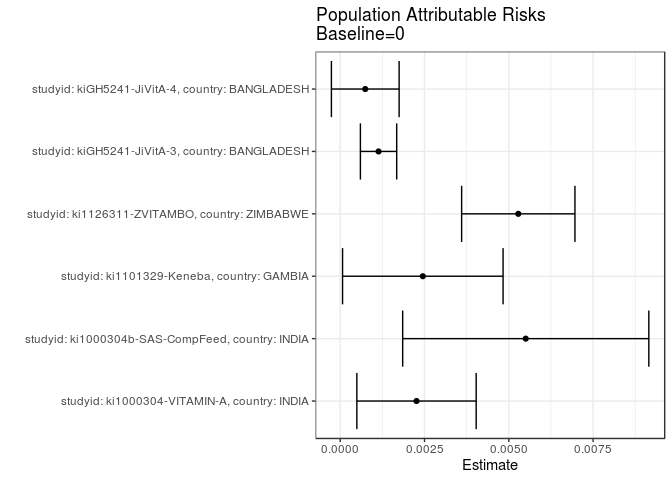 Population Attributable Risks
Baseline=0
studyid: kiGH5241-JiVitA-4, country: BANGLADESH
studyid: kiGH5241-JiVitA-3, country: BANGLADESH
studyid: ki1126311-ZVITAMBO, country: ZIMBABWE
studyid: ki1101329-Keneba, country: GAMBIA
studyid: ki1000304b-SAS-CompFeed, country: INDIA
studyid: ki1000304-VITAMIN-A, country: INDIA
0.0000 0.0025 0.0050 0.0075
Estimate